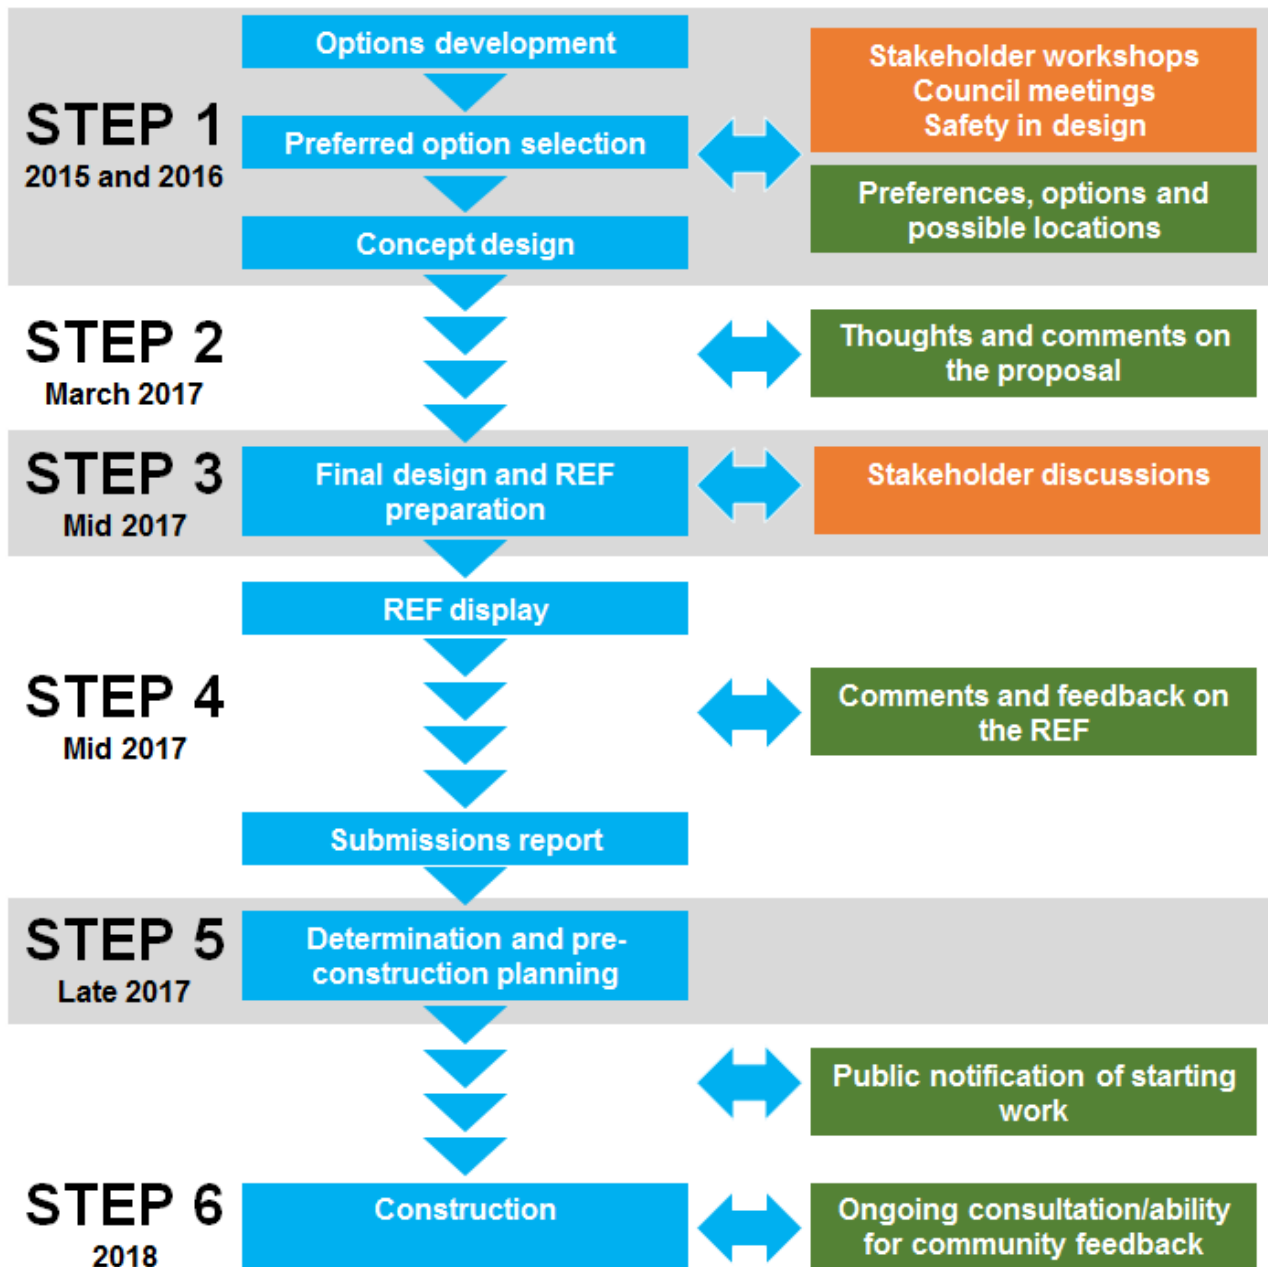 Options development
Stakeholder workshops
Council meetings
Safety in design
STEP 1
2015 and 2016
Preferred option selection
Preferences, options and
possible locations
Concept design
STEP 2
March 2017
Thoughts and comments on
the proposal
STEP 3
Mid 2017
Final design and REF
preparation
Stakeholder discussions
REF display
STEP 4
Mid 2017
Comments and feedback on
the REF
Submissions report
STEP 5
Late 2017
Determination and pre-
construction planning
Public notification of starting
work
STEP 6
2018
Construction
Ongoing consultation/ability
for community feedback